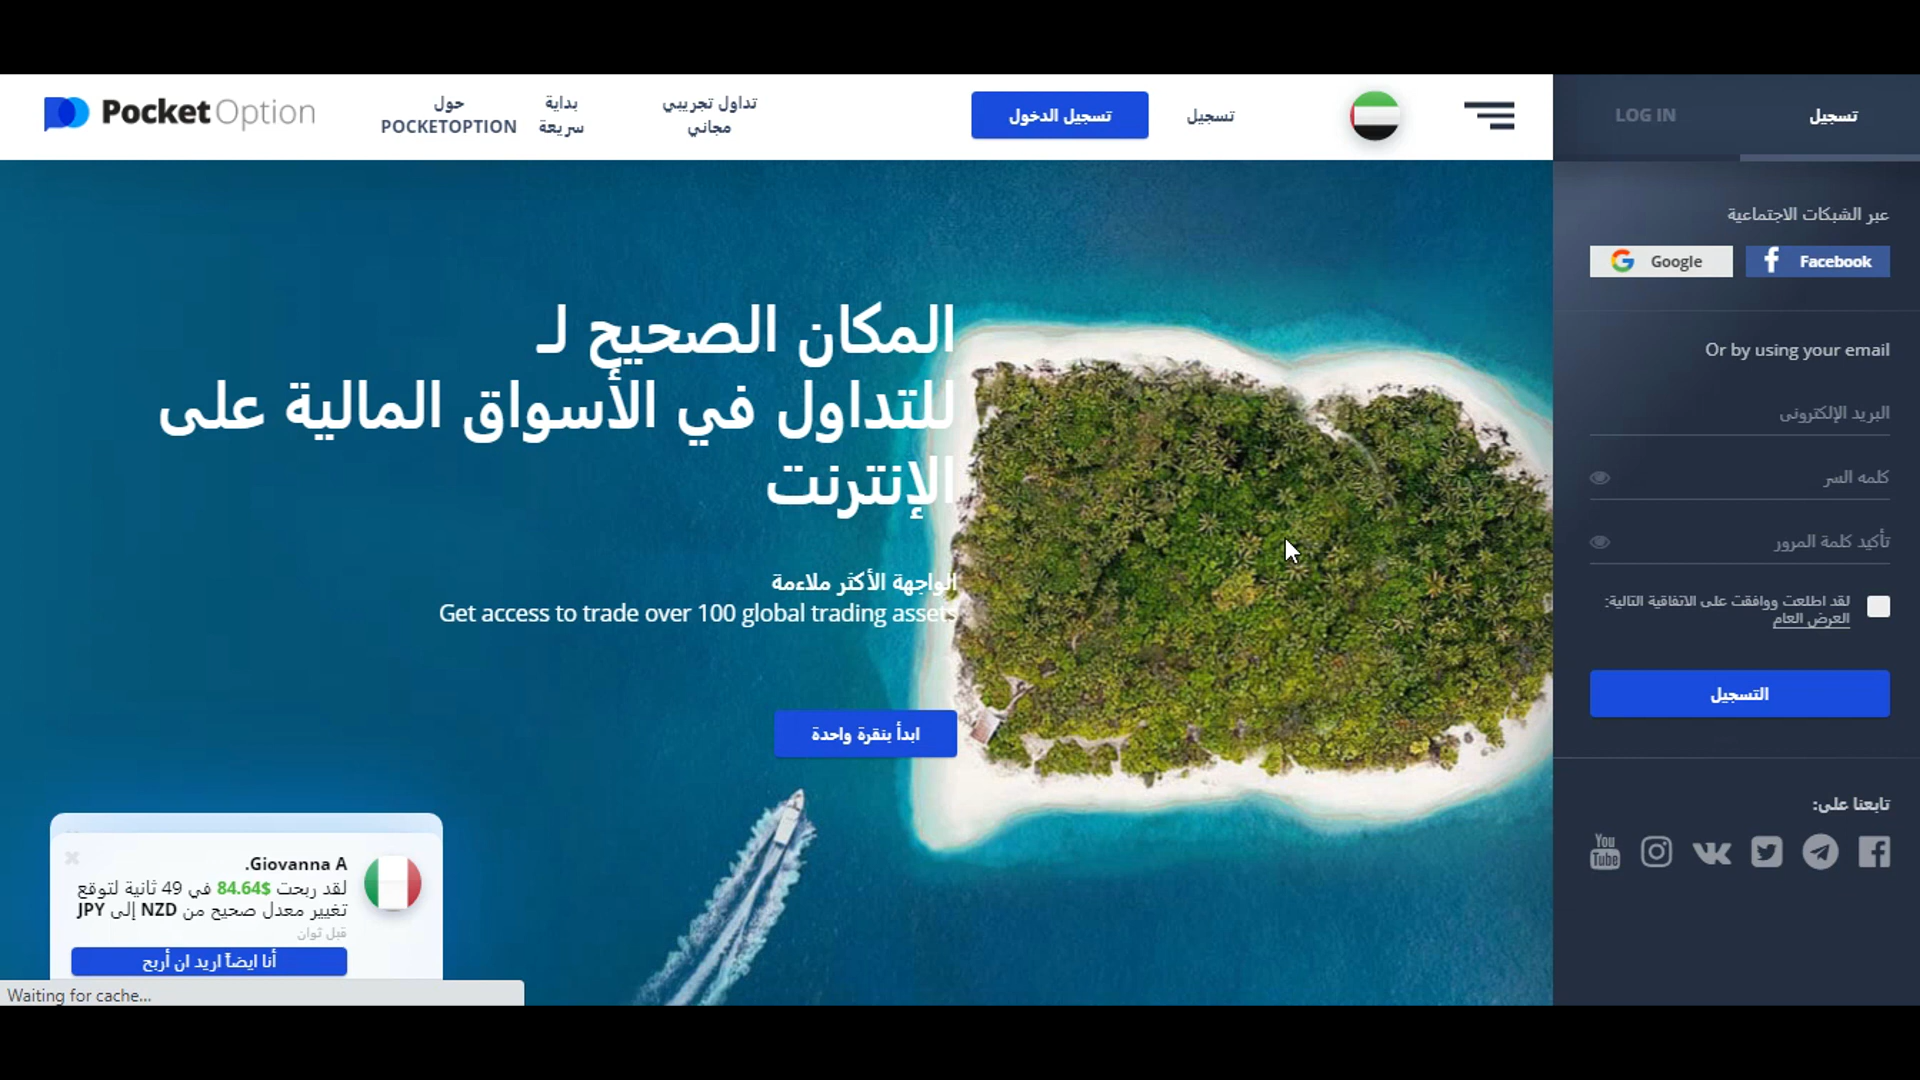 PocketOption
حول
POCKETOPTION
بداية
سريعة
تداول تجريبي
مجاني
تسجيل الدخول
تسجيل
LOG IN
تسجيل
المكان الصحيح لـ
للتداول في الأسواق المالية على
الإنترنت
الواجهة الأكثر ملاءمة
Get access to trade over 100 global trading assets
ابدأ بنقرة واحدة
عبر الشبكات الاجتماعية
Google
Facebook
Or by using your email
البريد الإلكتروني
كلمه السر
تأكيد كلمة المرور
لقد اطلعت ووافقت على الاتفاقية التالية:
العرض العام
التسجيل
تابعنا على:
You
Tube
.Giovanna A
لقد ربحت 84.64$ في 49 ثانية لتوقع
تغيير معدل صحيح من NZD إلى JPY
قبل ثوان
أنا ايضاً اريد ان أربح
Waiting for cache...